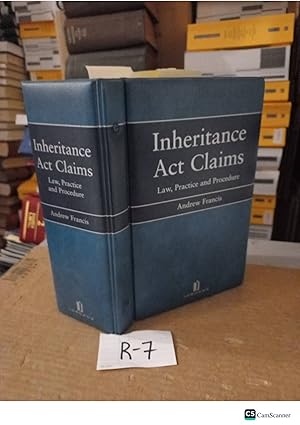 Inheritance
Act Claims
Law, Practice
and Procedure
Andrew Francis
Inheritance
Act Claims
Law, Practice and Procedure
Andrew Francis
R-7
CS CamScanner